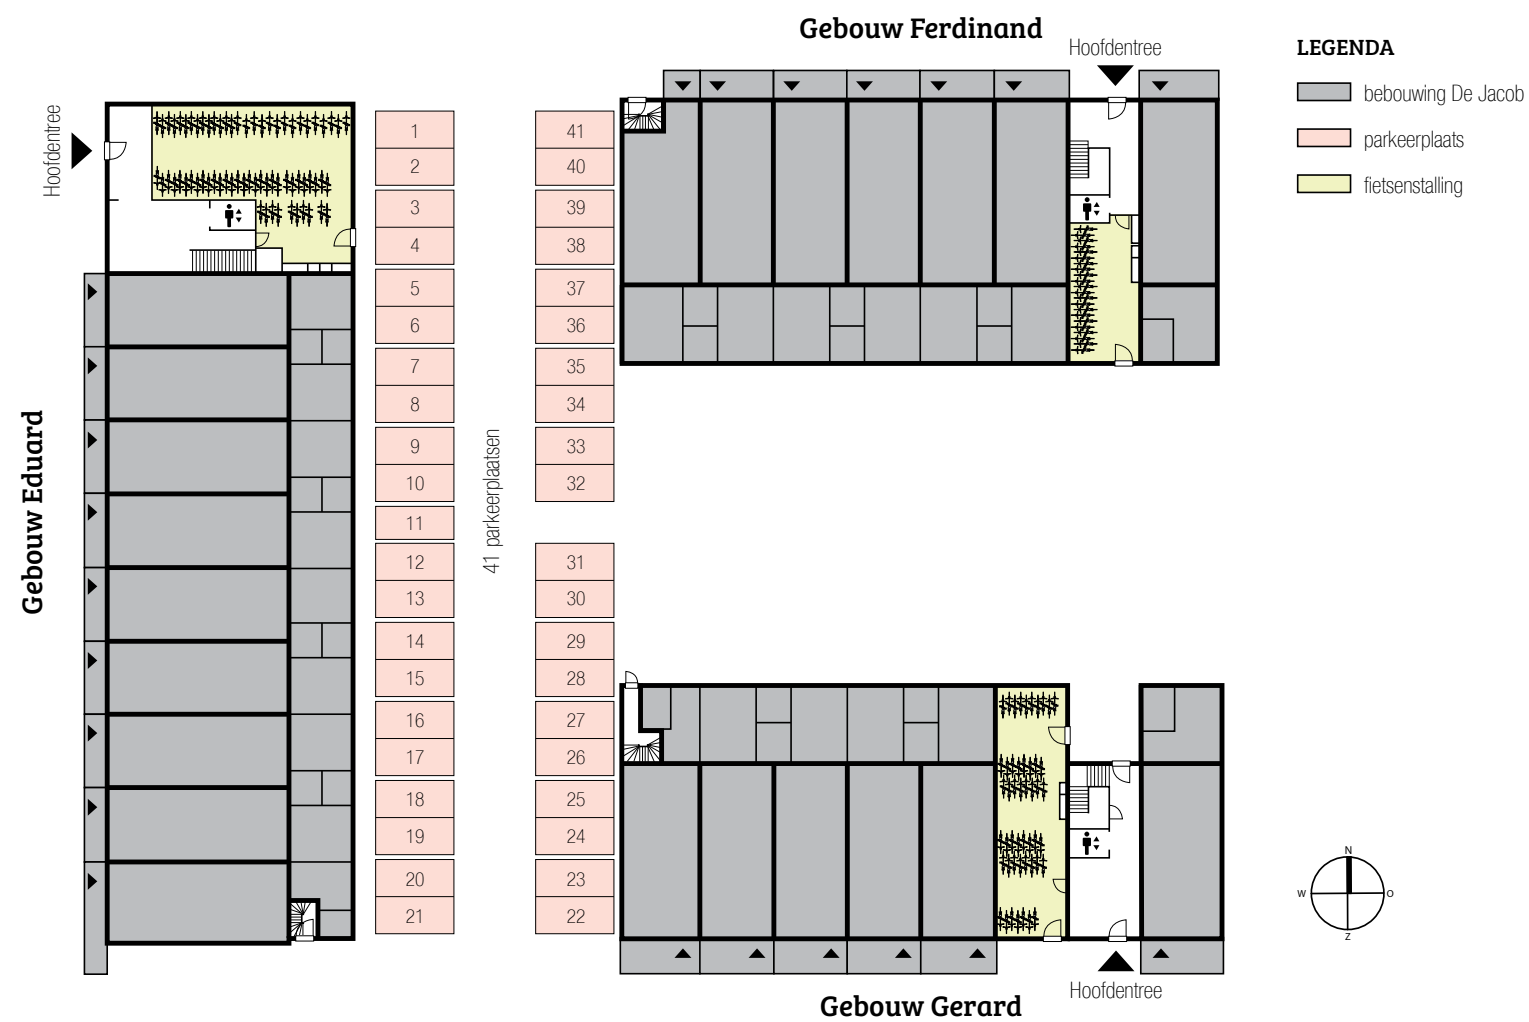 Gebouw Ferdinand
Hoofdentree
LEGENDA
bebouwing De Jacob
parkeerplaats
fietsenstalling
Hoofdentree
Gebouw Eduard
1
2
3
4
5
6
7
8
9
10
11
12
13
14
15
16
17
18
19
20
21
41 parkeerplaatsen
41
40
39
38
37
36
35
34
33
32
31
30
29
28
27
26
25
24
23
22
N
W
O
Z
Hoofdentree
Gebouw Gerard